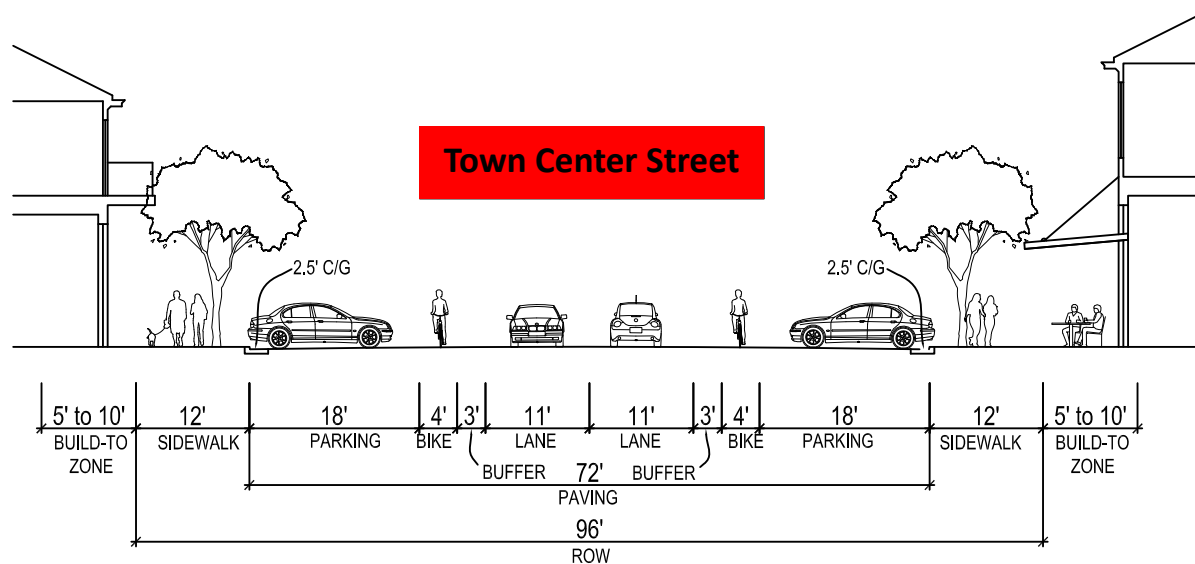 Town Center Street
2.5' C/G
2.5' C/G
5' to 10'
BUILD-TO
ZONE
12'
SIDEWALK
18'
PARKING
4'
BIKE
3'
BUFFER
11'
LANE
11'
LANE
3'
BUFFER
4'
BIKE
18'
PARKING
12'
SIDEWALK
5' to 10'
BUILD-TO
ZONE
72'
PAVING
96'
ROW